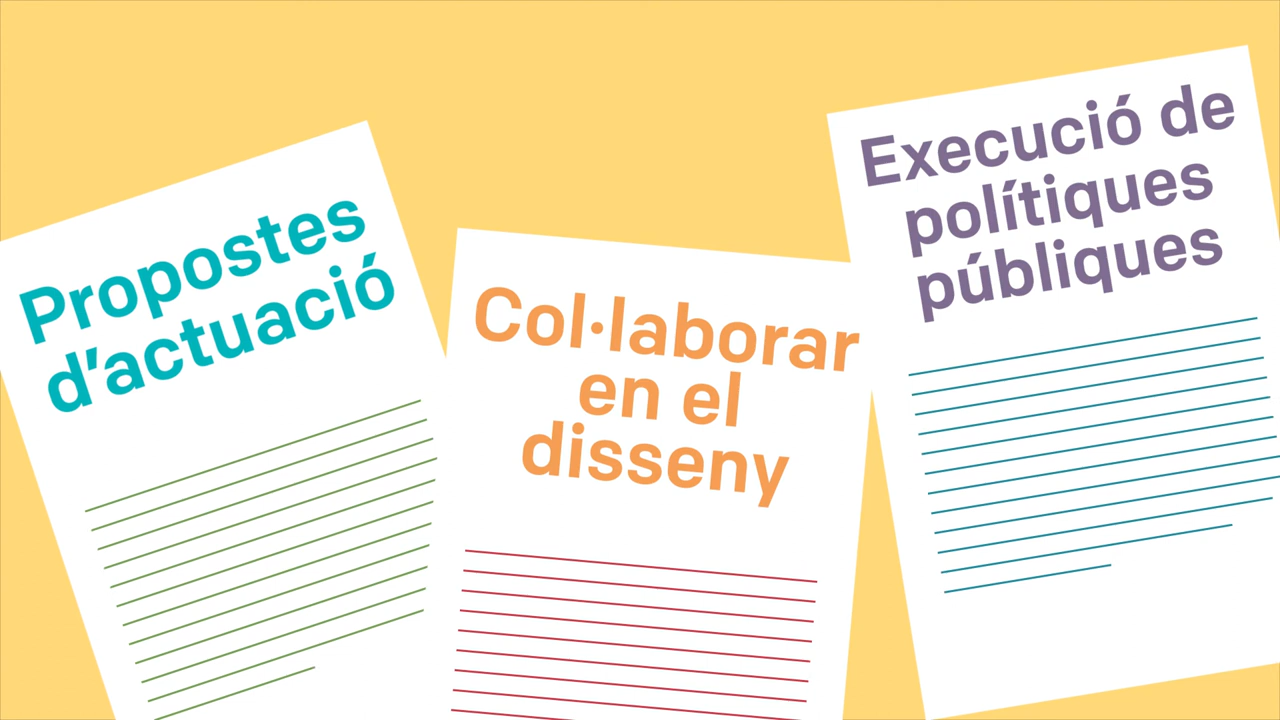 Propostes
d'actuació
Col·laborar
en el
disseny
Execució de
polítiques
públiques